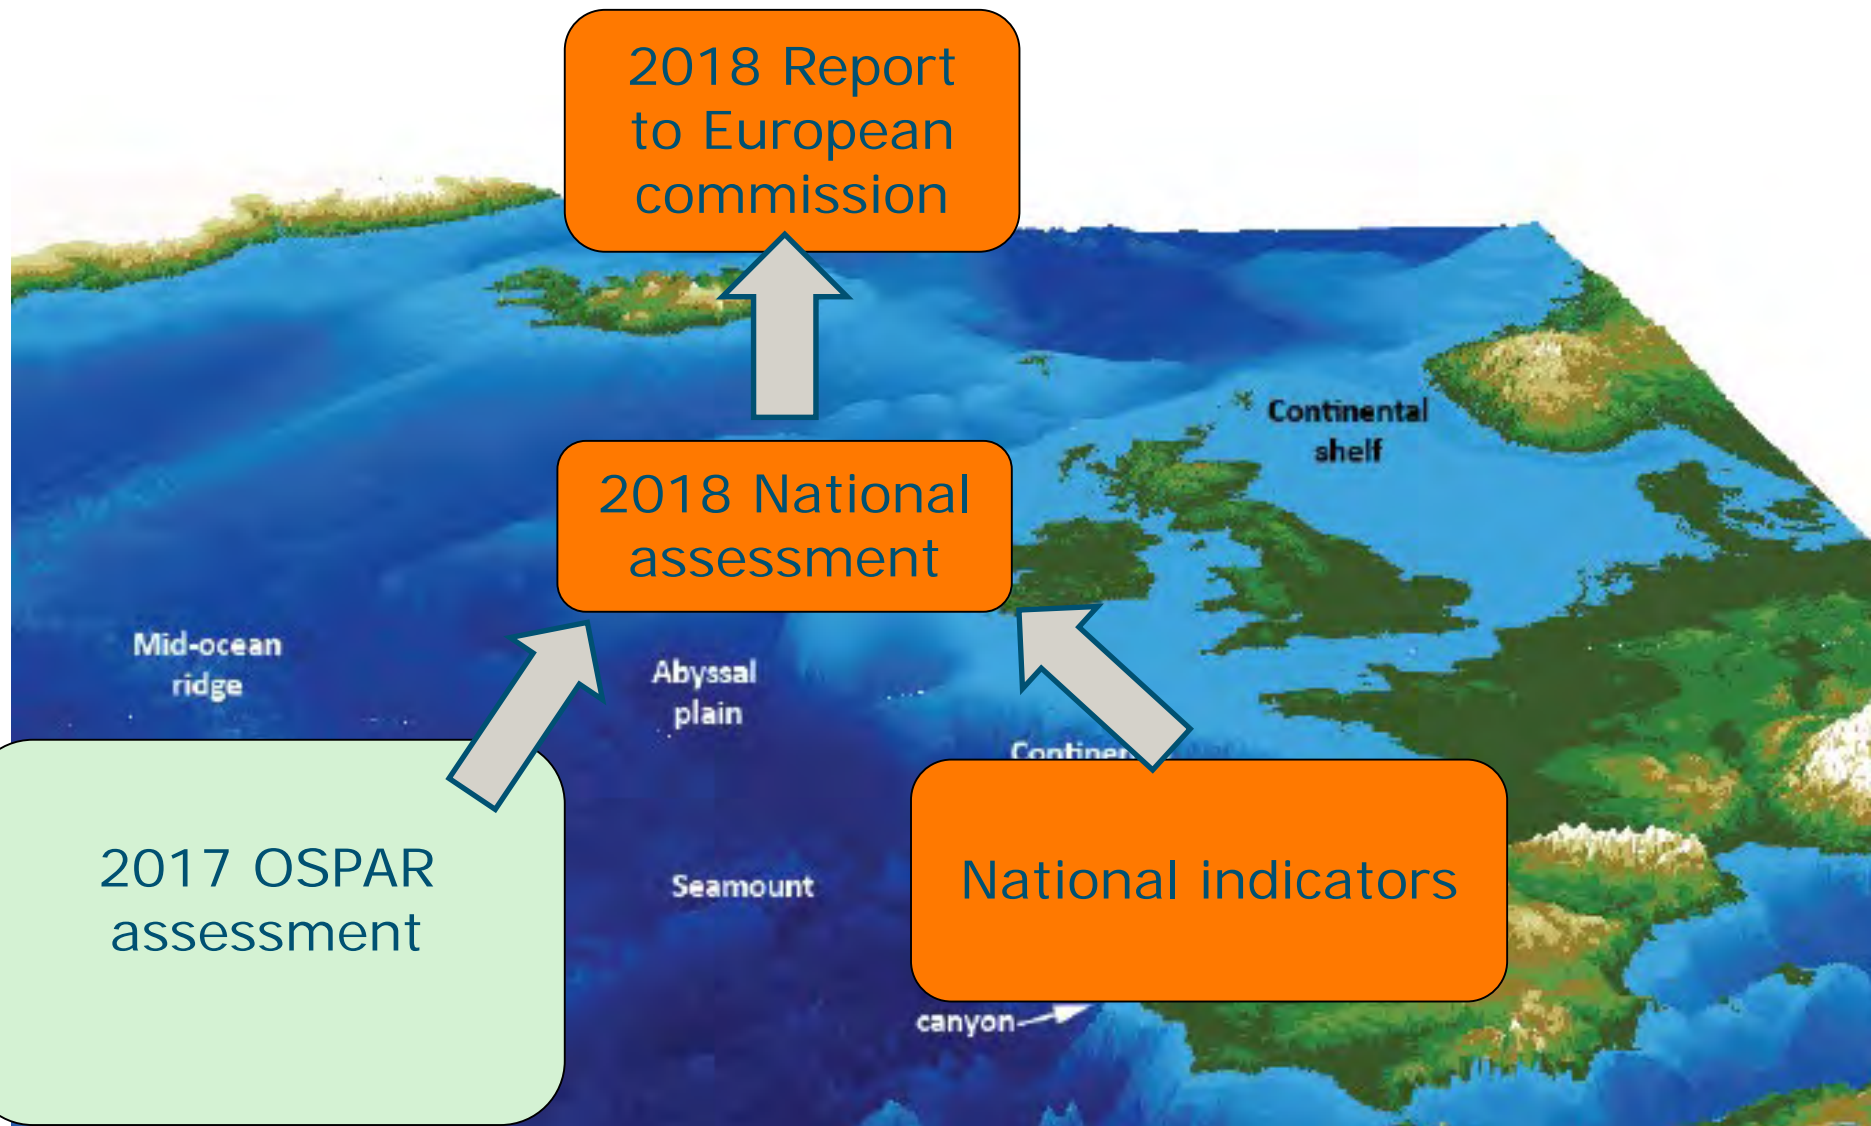 2018 Report
to European
commission
Continental
shelf
2018 National
assessment
Mid-ocean
ridge
Abyssal
plain
2017 OSPAR
assessment
Seamount
National indicators
canyon